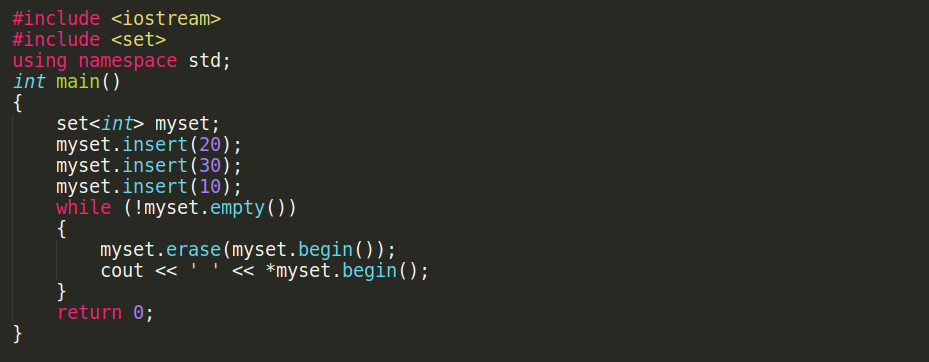 #include <iostream>
#include <set>
using namespace std;
int main()
{
    set<int> myset;
    myset.insert(20);
    myset.insert(30);
    myset.insert(10);
    while (!myset.empty())
    {
        myset.erase(myset.begin());
        cout << ' ' << *myset.begin();
    }
    return 0;
}